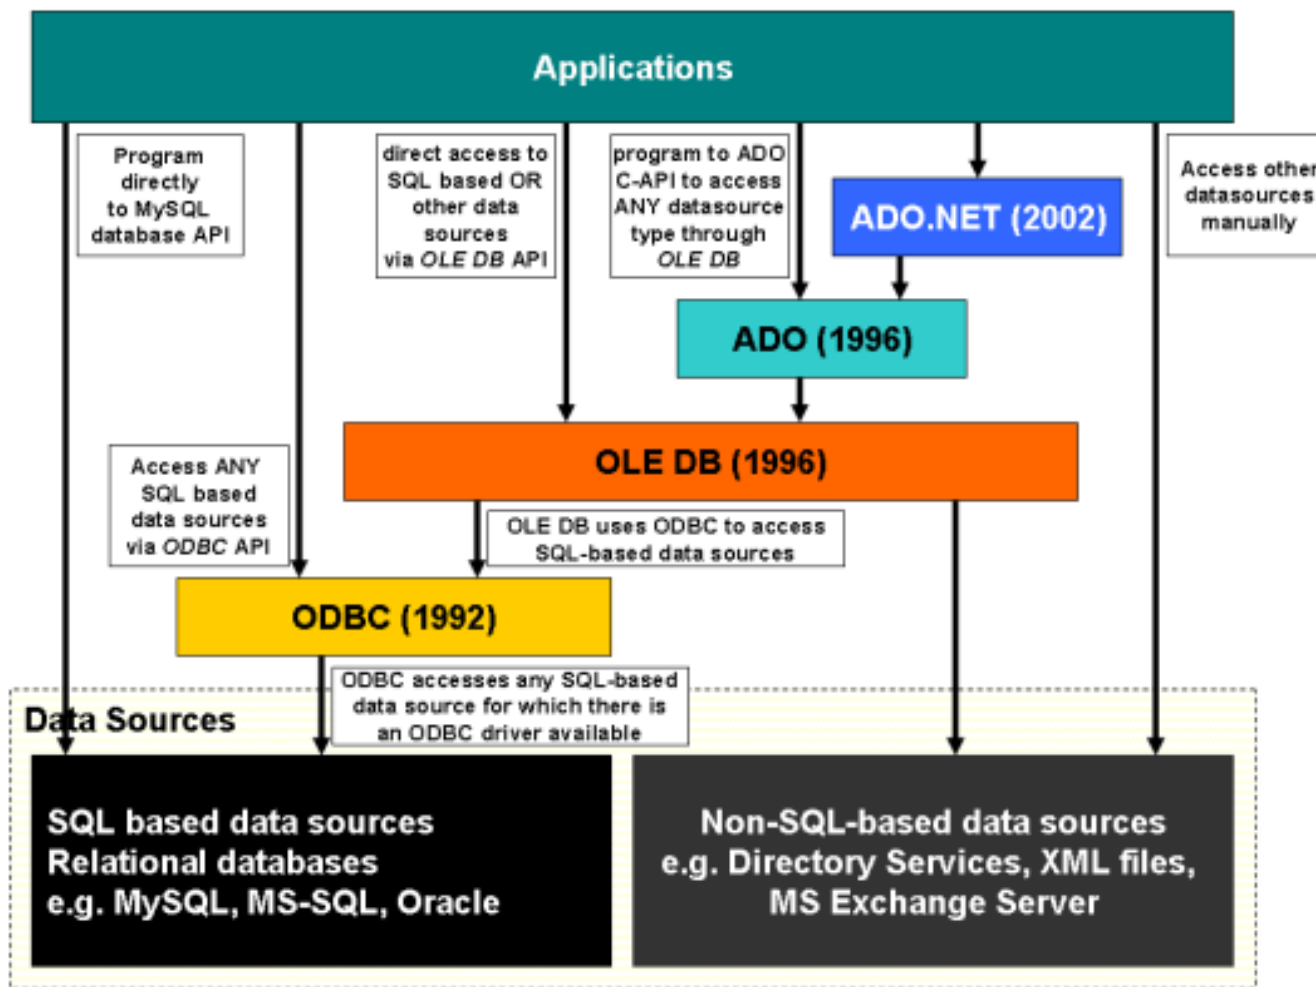 Applications
Program
directly
to MySQL
database API
direct access to
SQL based OR
other data
sources
via OLE DB API
program to ADO
C-API to access
ANY datasource
type through
OLE DB
ADO.NET (2002)
Access other
datasources
manually
ADO (1996)
OLE DB (1996)
Access ANY
SQL based
data sources
via ODBC API
OLE DB uses ODBC to access
SQL-based data sources
ODBC (1992)
ODBC accesses any SQL-based
data source for which there is
an ODBC driver available
Data Sources
SQL based data sources
Relational databases
e.g. MySQL, MS-SQL, Oracle
Non-SQL-based data sources
e.g. Directory Services, XML files,
MS Exchange Server